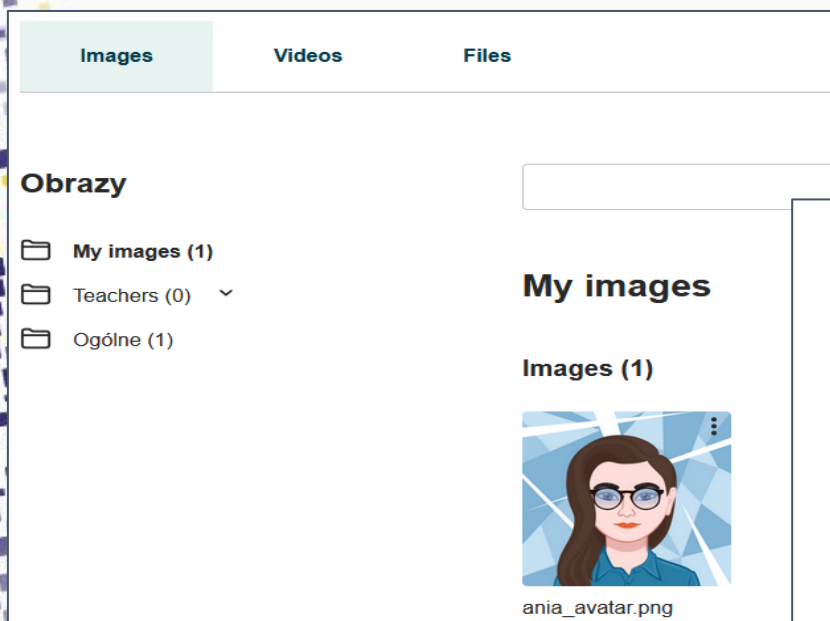 Images Videos Files
Obrazy
My images (1)
Teachers (0)
Ogólne (1)
My images
Images (1)
ania_avatar.png